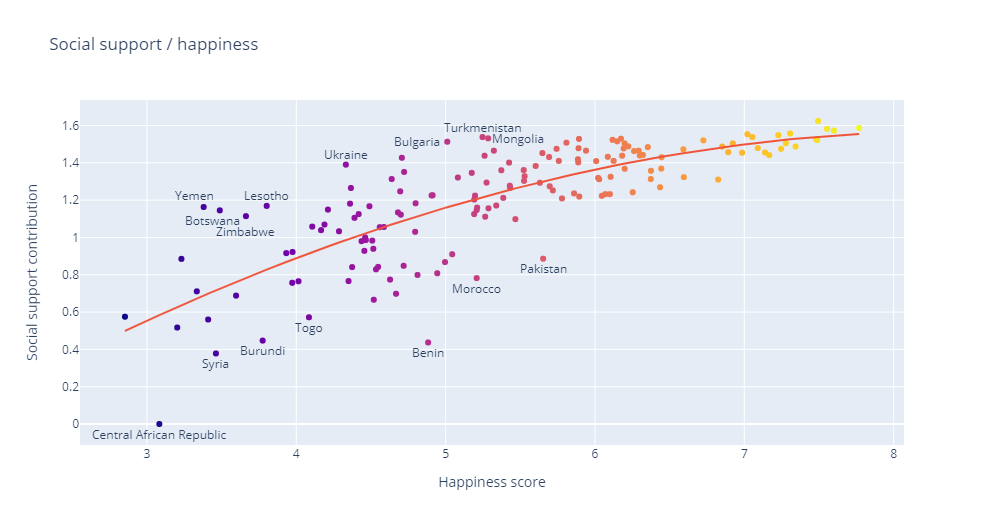 Social support / happiness
Social support contribution
1.6
1.4
1.2
1
0.8
0.6
0.4
0.2
0
Turkmenistan
Bulgaria
Mongolia
Ukraine
Yemen
Lesotho
Botswana
Zimbabwe
Pakistan
Morocco
Togo
Burundi
Benin
Syria
Central African Republic
3
4
5
6
7
8
Happiness score